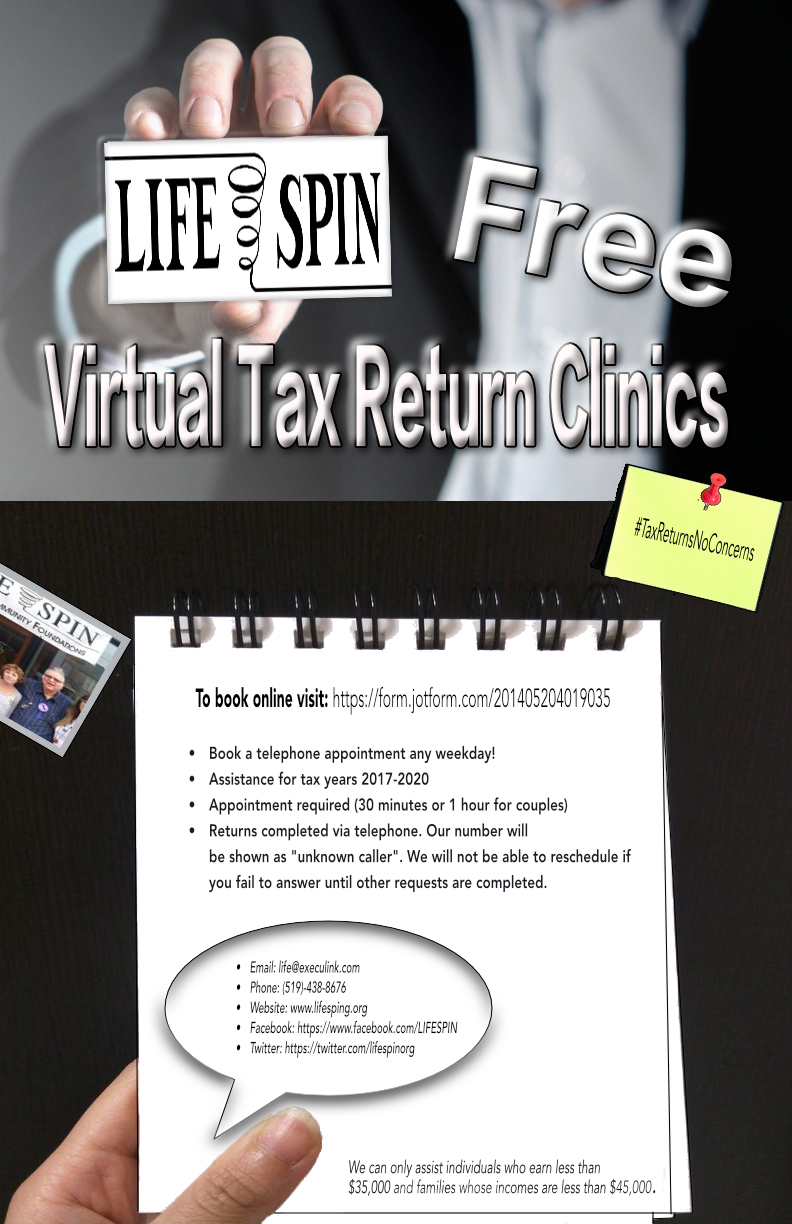 LIFE SPIN
Free
Virtual Tax Return Clinics
#TaxReturnsNoConcerns
E SPIN
MMUNITY FOUNDATIONS
To book online visit: https://form.jotform.com/201405204019035
• Book a telephone appointment any weekday!
• Assistance for tax years 2017-2020
• Appointment required (30 minutes or 1 hour for couples)
• Returns completed via telephone. Our number will
be shown as "unknown caller". We will not be able to reschedule if
you fail to answer until other requests are completed.
• Email: life@execulink.com
• Phone: (519)-438-8676
• Website: www.lifesping.org
• Facebook: https://www.facebook.com/LIFESPIN
• Twitter: https://twitter.com/lifespinorg
We can only assist individuals who earn less than
$35,000 and families whose incomes are less than $45,000.